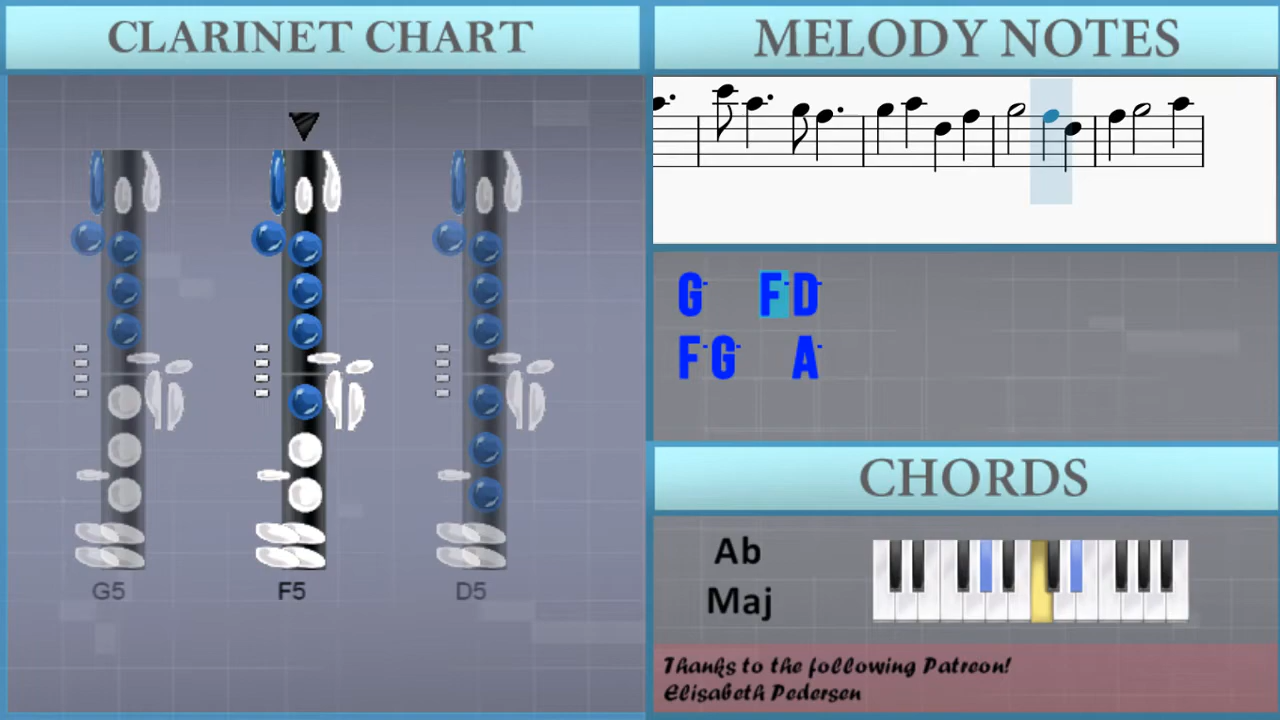 CLARINET CHART
G5 F5 D5
MELODY NOTES
G F D
F G A
CHORDS
Ab
Maj
Thanks to the following Patreon!
Elisabeth Pedersen